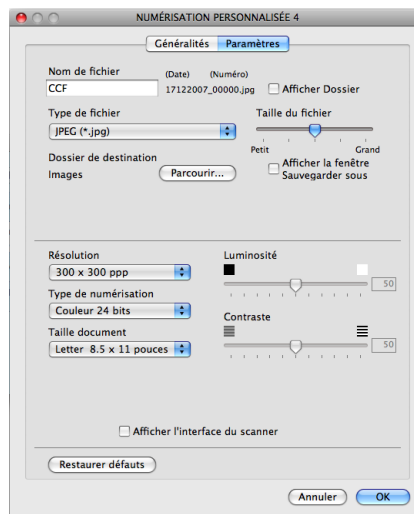 NUMÉRISATION PERSONNALISÉE 4
Généralités Paramètres
Nom de fichier (Date) (Numéro)
CCF 17122007_00000.jpg Afficher Dossier
Type de fichier Taille du fichier
JPEG (*.jpg)
Petit Grand
Dossier de destination Afficher la fenêtre
Images Parcourir... Sauvegarder sous
Résolution Luminosité
300 x 300 ppp
50
Type de numérisation
Couleur 24 bits Contraste
Taille document
Letter 8.5 x 11 pouces 50
Afficher l'interface du scanner
Restaurer défauts
Annuler OK